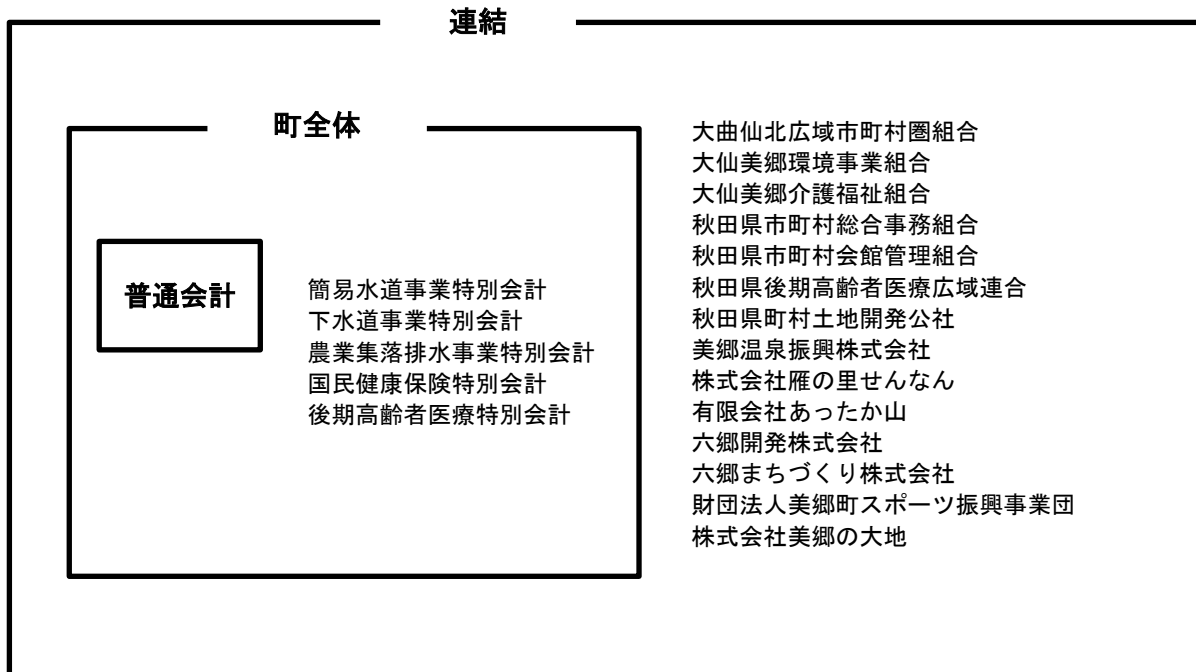 連結
町全体
普通会計
簡易水道事業特別会計
下水道事業特別会計
農業集落排水事業特別会計
国民健康保険特別会計
後期高齢者医療特別会計
大曲仙北広域市町村圏組合
大仙美郷環境事業組合
大仙美郷介護福祉組合
秋田県市町村総合事務組合
秋田県市町村会館管理組合
秋田県後期高齢者医療広域連合
秋田県町村土地開発公社
美郷温泉振興株式会社
株式会社雁の里せんなん
有限会社あったか山
六郷開発株式会社
六郷まちづくり株式会社
財団法人美郷町スポーツ振興事業団
株式会社美郷の大地